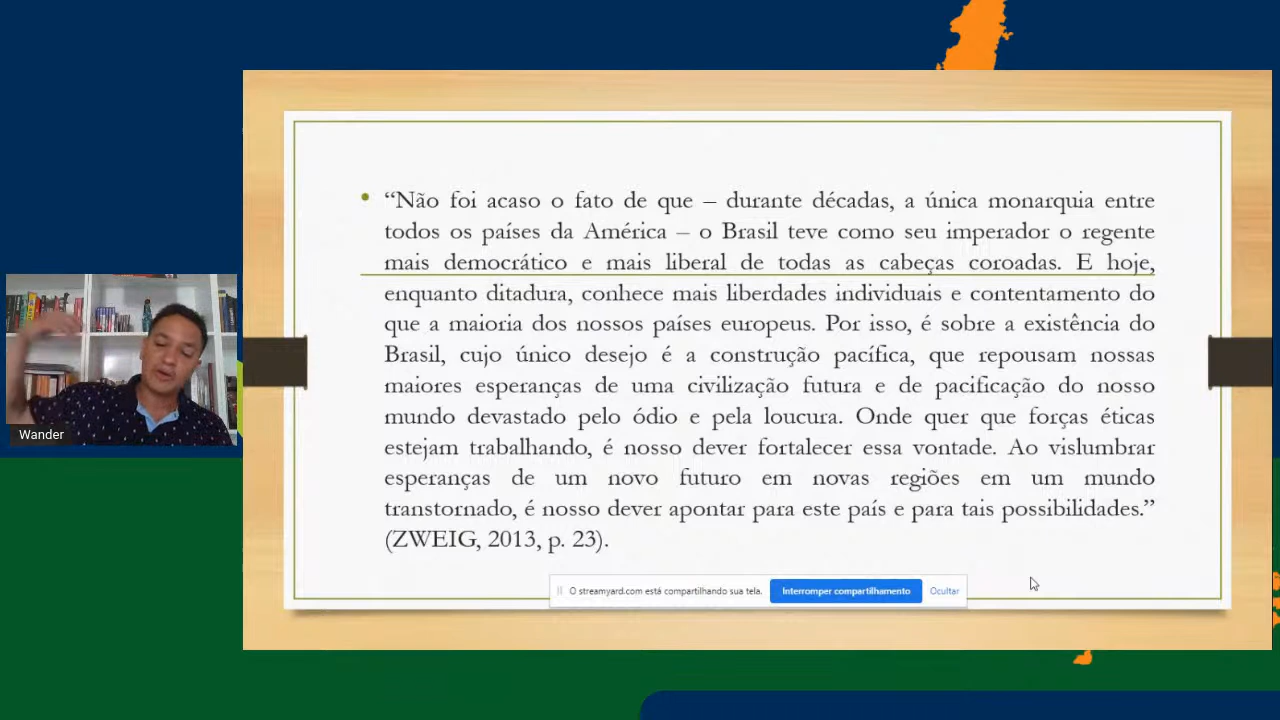 “Não foi acaso o fato de que – durante décadas, a única monarquia entre
todos os países da América – o Brasil teve como seu imperador o regente
mais democrático e mais liberal de todas as cabeças coroadas. E hoje,
enquanto ditadura, conhece mais liberdades individuais e contentamento do
que a maioria dos nossos países europeus. Por isso, é sobre a existência do
Brasil, cujo único desejo é a construção pacífica, que repousam nossas
maiores esperanças de uma civilização futura e de pacificação do nosso
mundo devastado pelo ódio e pela loucura. Onde quer que forças éticas
estejam trabalhando, é nosso dever fortalecer essa vontade. Ao vislumbrar
esperanças de um novo futuro em novas regiões em um mundo
transtornado, é nosso dever apontar para este país e para tais possibilidades.”
(ZWEIG, 2013, p. 23).
Wander
O streamyard.com está compartilhando sua tela. Interromper compartilhamento Ocultar